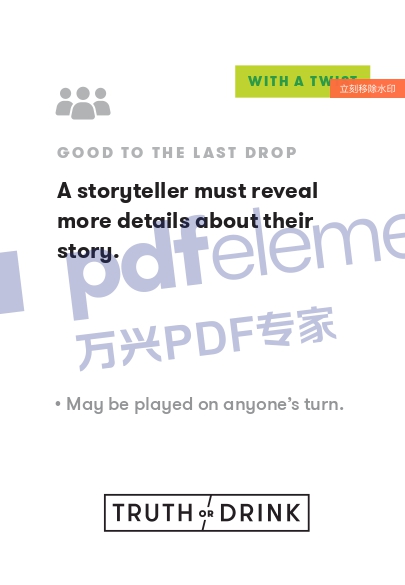 WITH A TWIST
立刻移除水印
GOOD TO THE LAST DROP
A storyteller must reveal
more details about their
story.
pdfeleme
万兴PDF专家
• May be played on anyone’s turn.
TRUTH OR DRINK